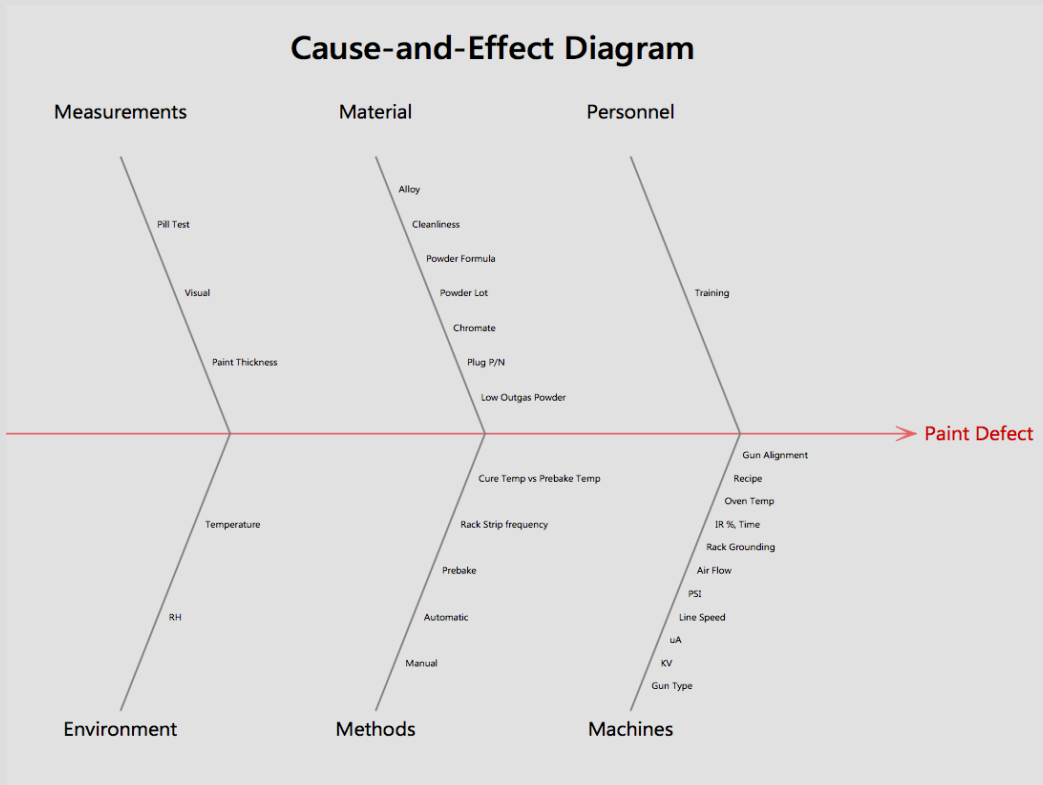 Cause-and-Effect Diagram
Measurements
Material
Personnel
Pill Test
Visual
Paint Thickness
Alloy
Cleanliness
Powder Formula
Powder Lot
Chromate
Plug P/N
Low Outgas Powder
Training
Paint Defect
Temperature
RH
Cure Temp vs Prebake Temp
Rack Strip frequency
Prebake
Automatic
Manual
Gun Alignment
Recipe
Oven Temp
IR %, Time
Rack Grounding
Air Flow
PSI
Line Speed
uA
KV
Gun Type
Environment
Methods
Machines